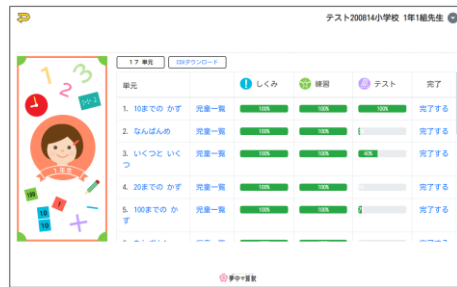 テスト200814小学校 1年1組先生
17 単元
CSVダウンロード
単元 しくみ 練習 テスト 完了
1. 10までの かず 児童一覧 100% 100% 100% 完了する
2. なんばんめ 児童一覧 100% 100% 完了する
3. いくつと いくつ 児童一覧 100% 100% 40% 完了する
4. 20までの かず 児童一覧 100% 100% 完了する
5. 100までの かず 児童一覧 100% 100% 完了する
1 2 3
1年生
100
1
10
10
夢中で算数